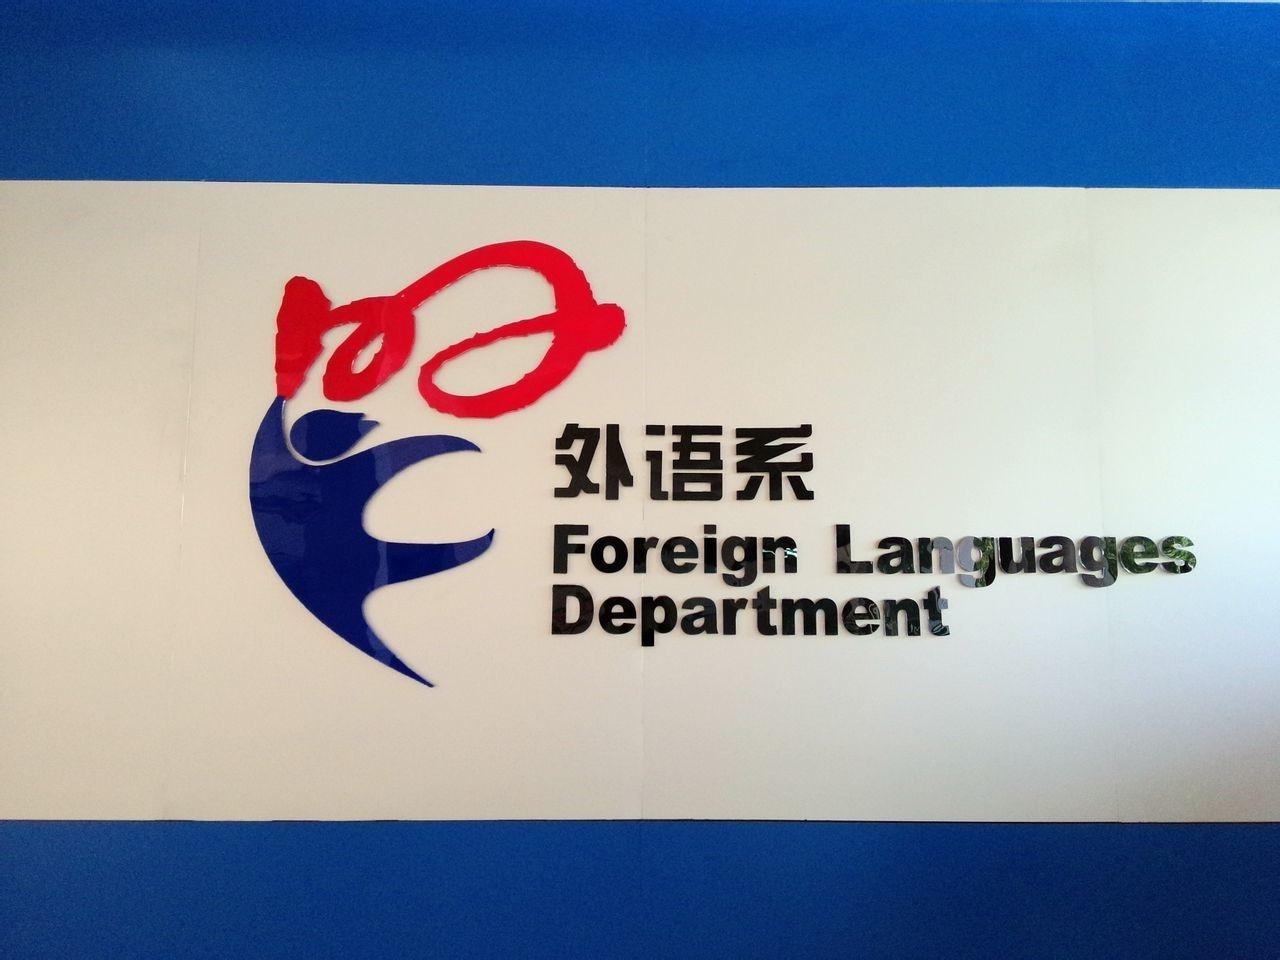 外语系
Foreign Languages
Department